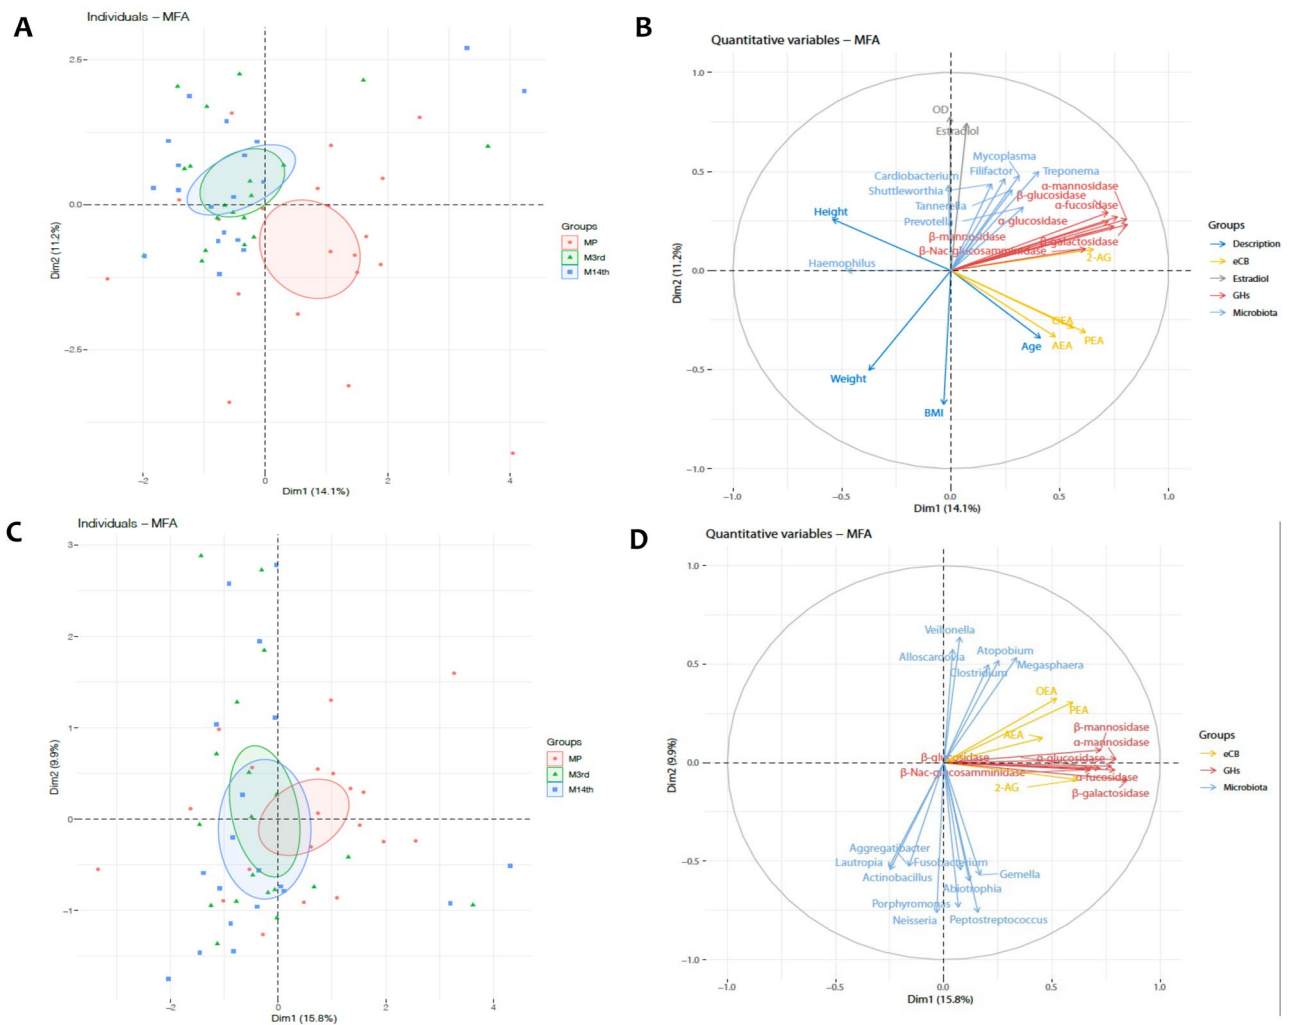 A
Individuals – MFA
2.5
0.0
−2.5
Dim2 (11.2%)
−2
0
2
4
Dim1 (14.1%)
Groups
MP
M3rd
M14th
B
Quantitative variables – MFA
1.0
0.5
0.0
−0.5
−1.0
Dim2 (11.2%)
OD
Estradiol
Mycoplasma
Cardiobacterium
Filifactor
Treponema
Shuttleworthia
α-mannosidase
β-glucosidase
Tannerella
α-fucosidase
Height
Prevotella
α-glucosidase
β-mannosidase
β-galactosidase
β-Nac-glucosamminidase
2-AG
Haemophilus
OEA
PEA
AEA
Age
Weight
BMI
−1.0
−0.5
0.0
0.5
1.0
Dim1 (14.1%)
Groups
Description
eCB
Estradiol
GHs
Microbiota
C
Individuals – MFA
3
2
1
0
−1
Dim2 (9.9%)
−2
0
2
4
Dim1 (15.8%)
Groups
MP
M3rd
M14th
D
Quantitative variables – MFA
1.0
0.5
0.0
−0.5
−1.0
Dim2 (9.9%)
Veillonella
Alloscardovia
Atopobium
Megasphaera
Clostridium
OEA
PEA
β-mannosidase
AEA
α-mannosidase
β-glucosidase
α-glucosidase
β-Nac-glucosamminidase
α-fucosidase
2-AG
β-galactosidase
Aggregatibacter
Lautropia
Fusobacterium
Actinobacillus
Gemella
Abiotrophia
Porphyromonas
Neisseria
Peptostreptococcus
−1.0
−0.5
0.0
0.5
1.0
Dim1 (15.8%)
Groups
eCB
GHs
Microbiota